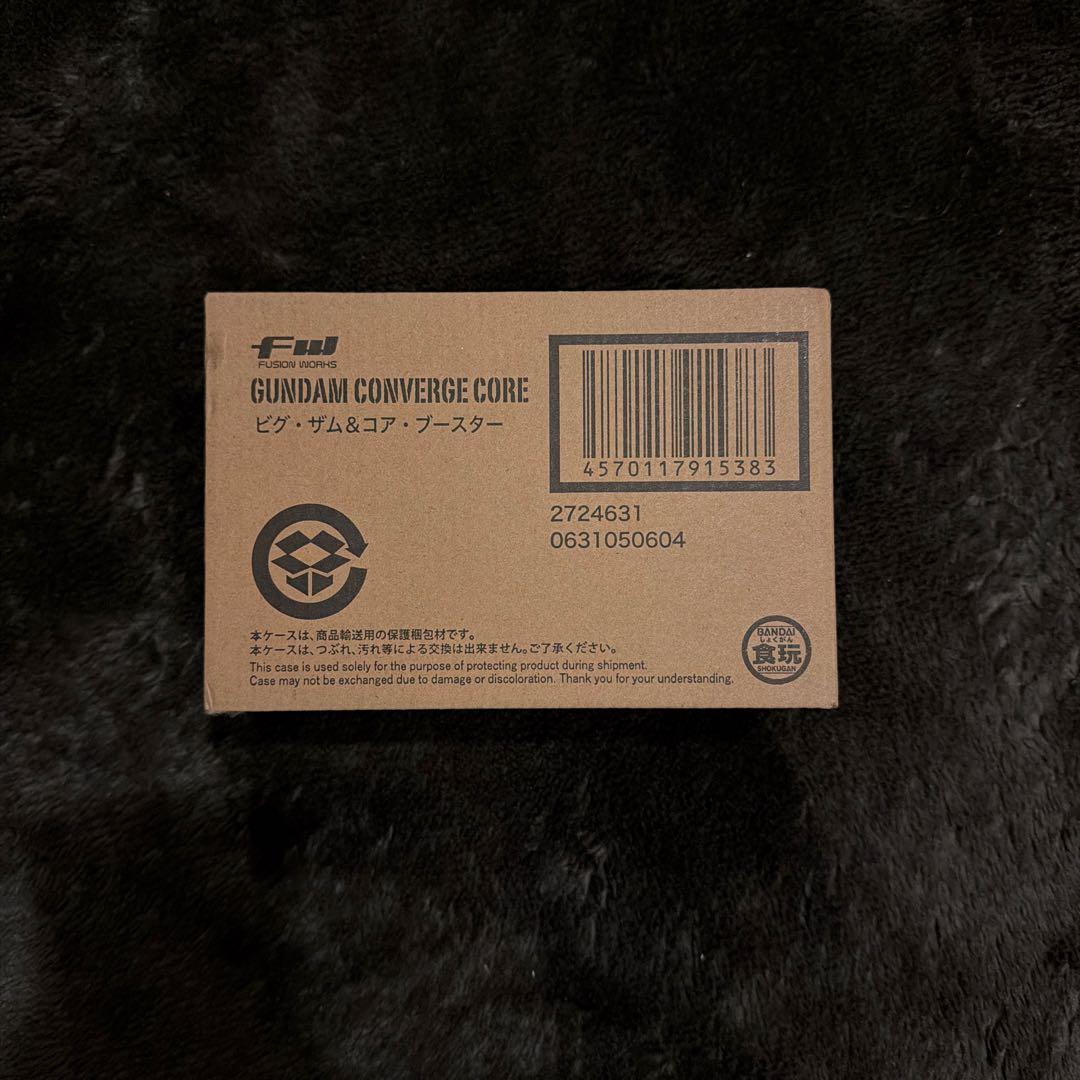 FW
FUSION WORKS
GUNDAM CONVERGE CORE
ビグ・ザム&コア・ブースター
4570117915383
2724631
0631050604
本ケースは、商品輸送用の保護梱包材です。
本ケースは、つぶれ、汚れ等による交換は出来ません。ご了承ください。
This case is used solely for the purpose of protecting product during shipment.
Case may not be exchanged due to damage or discoloration. Thank you for your understanding.
BANDAI
しょくがん
食玩
SHOKUGAN